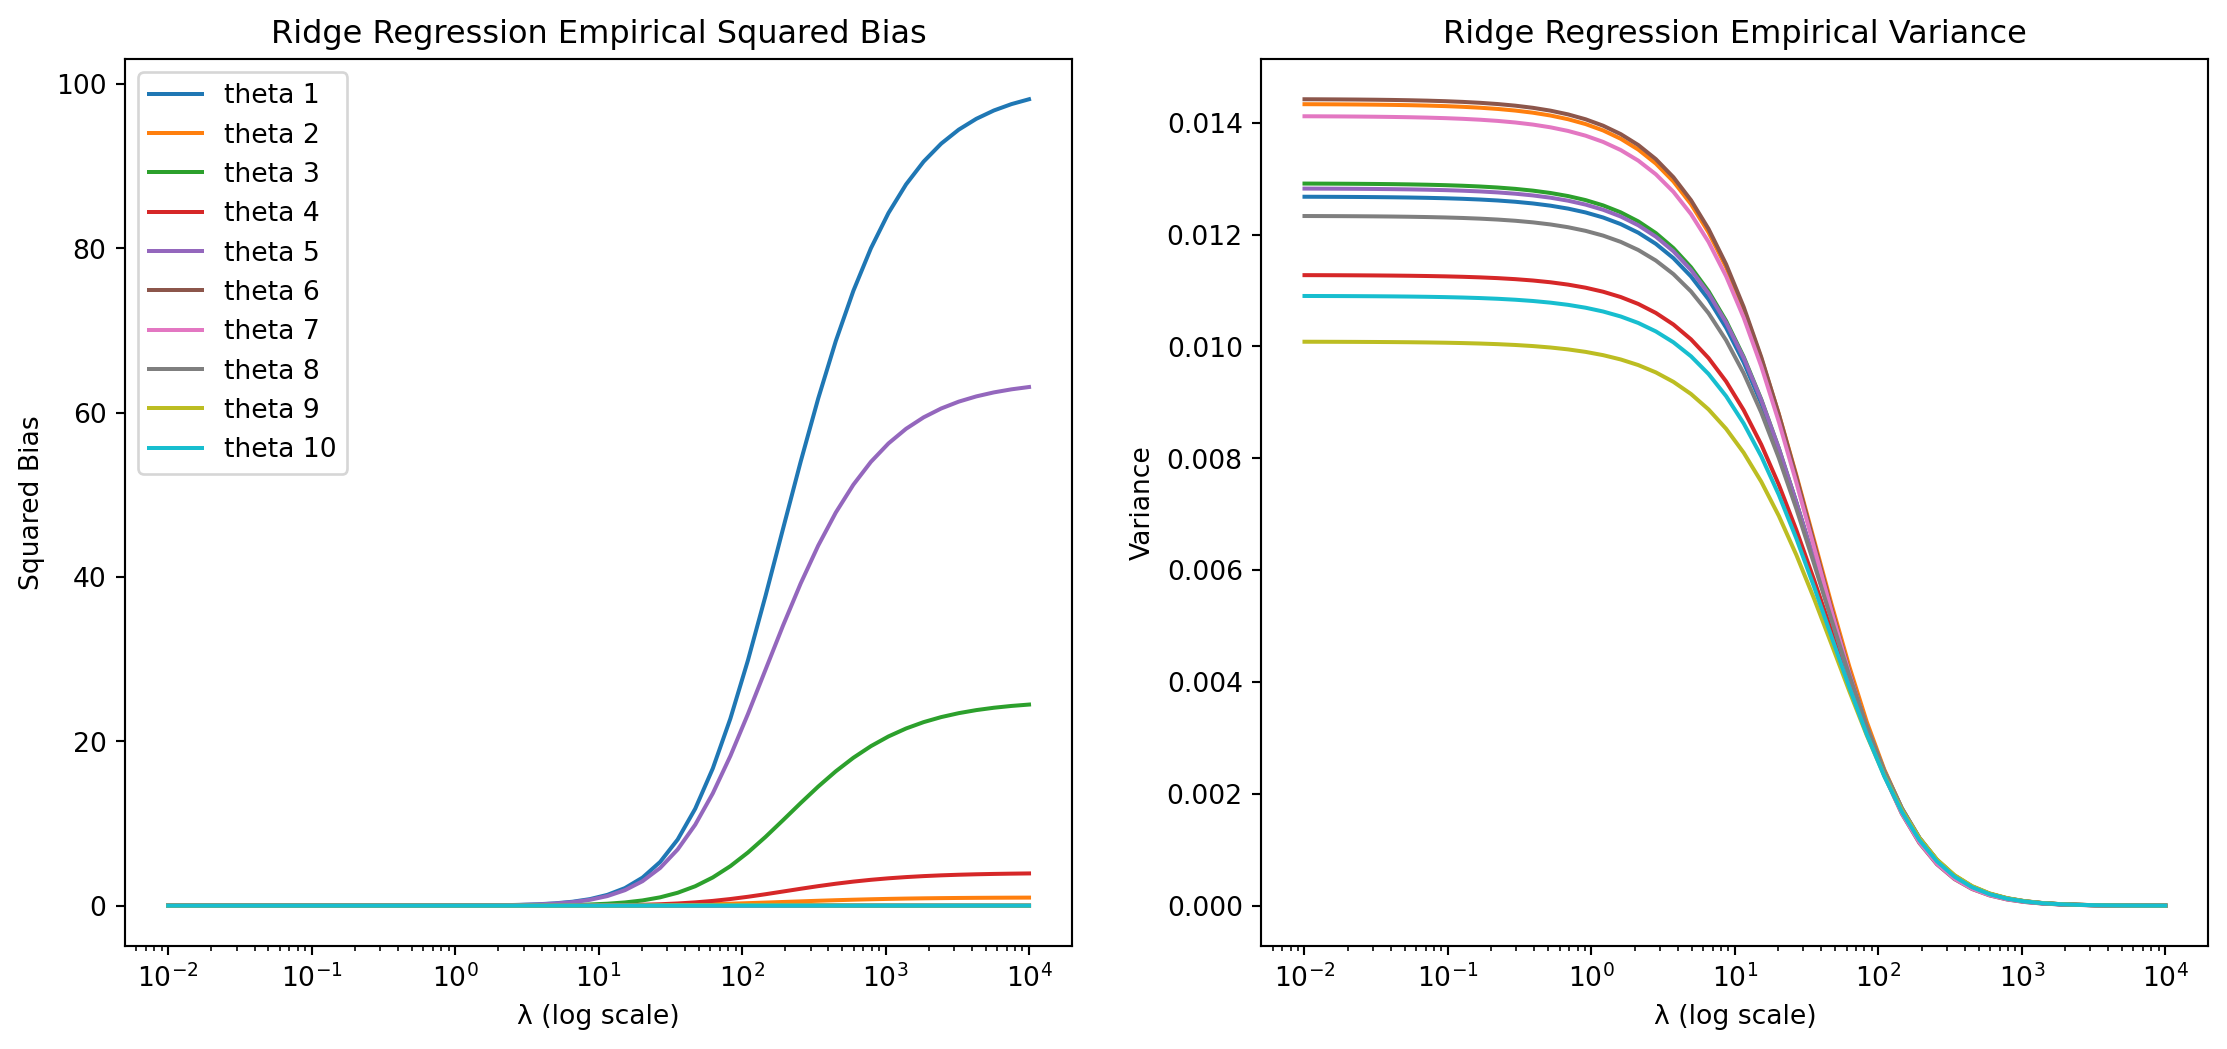 Ridge Regression Empirical Squared Bias
Squared Bias
100
80
60
40
20
0
theta 1
theta 2
theta 3
theta 4
theta 5
theta 6
theta 7
theta 8
theta 9
theta 10
10⁻² 10⁻¹ 10⁰ 10¹ 10² 10³ 10⁴
λ (log scale)
Ridge Regression Empirical Variance
Variance
0.014
0.012
0.010
0.008
0.006
0.004
0.002
0.000
10⁻² 10⁻¹ 10⁰ 10¹ 10² 10³ 10⁴
λ (log scale)